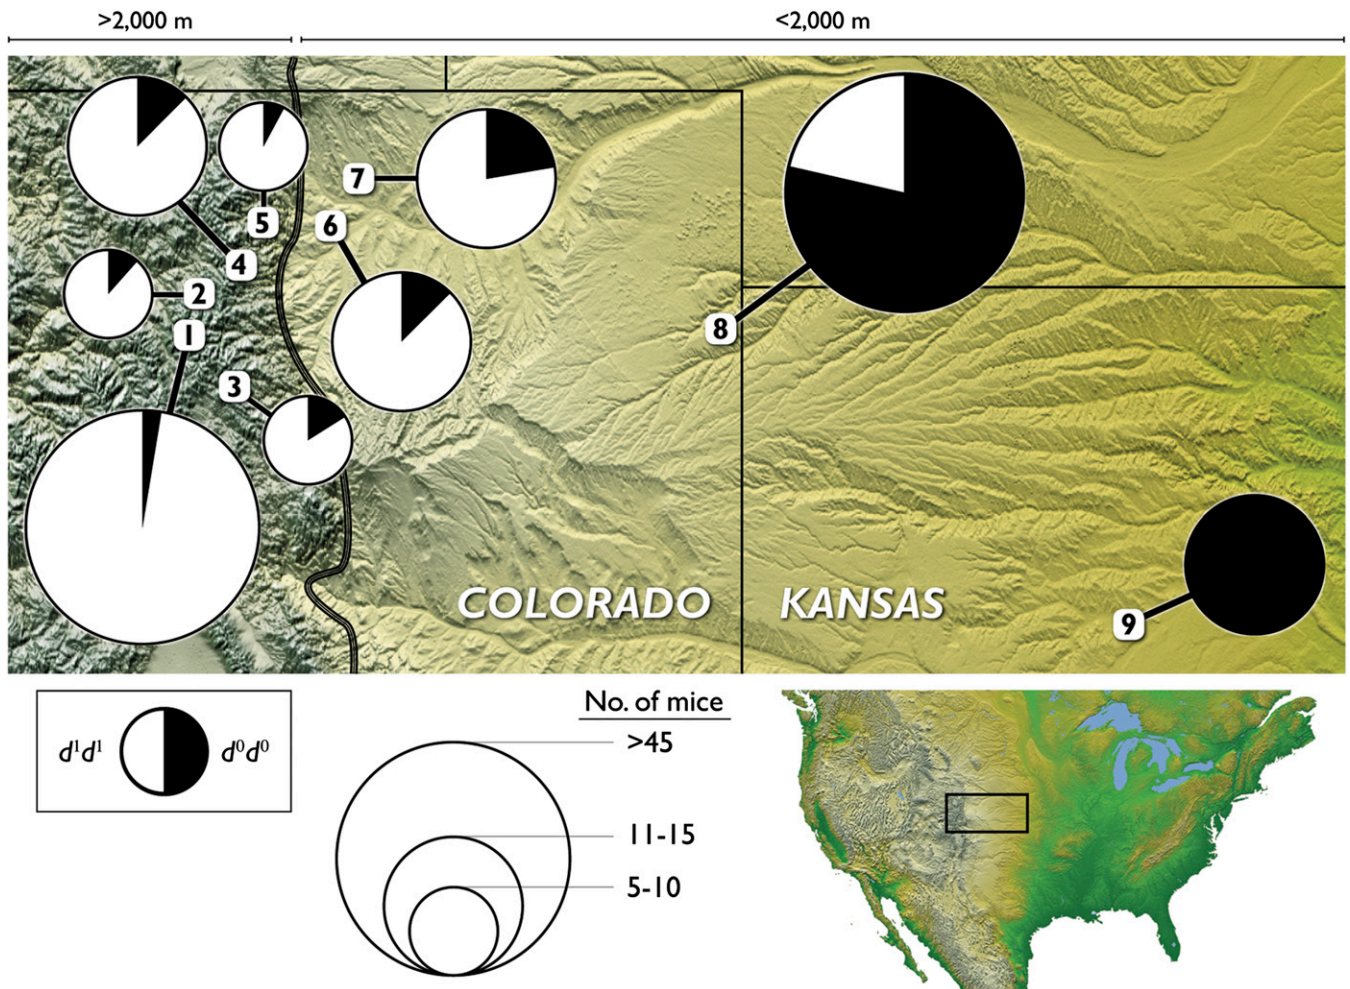 >2,000 m
<2,000 m
7
5
6
4
2
1
8
3
COLORADO
KANSAS
9
No. of mice
>45
d¹d¹
d⁰d⁰
11-15
5-10